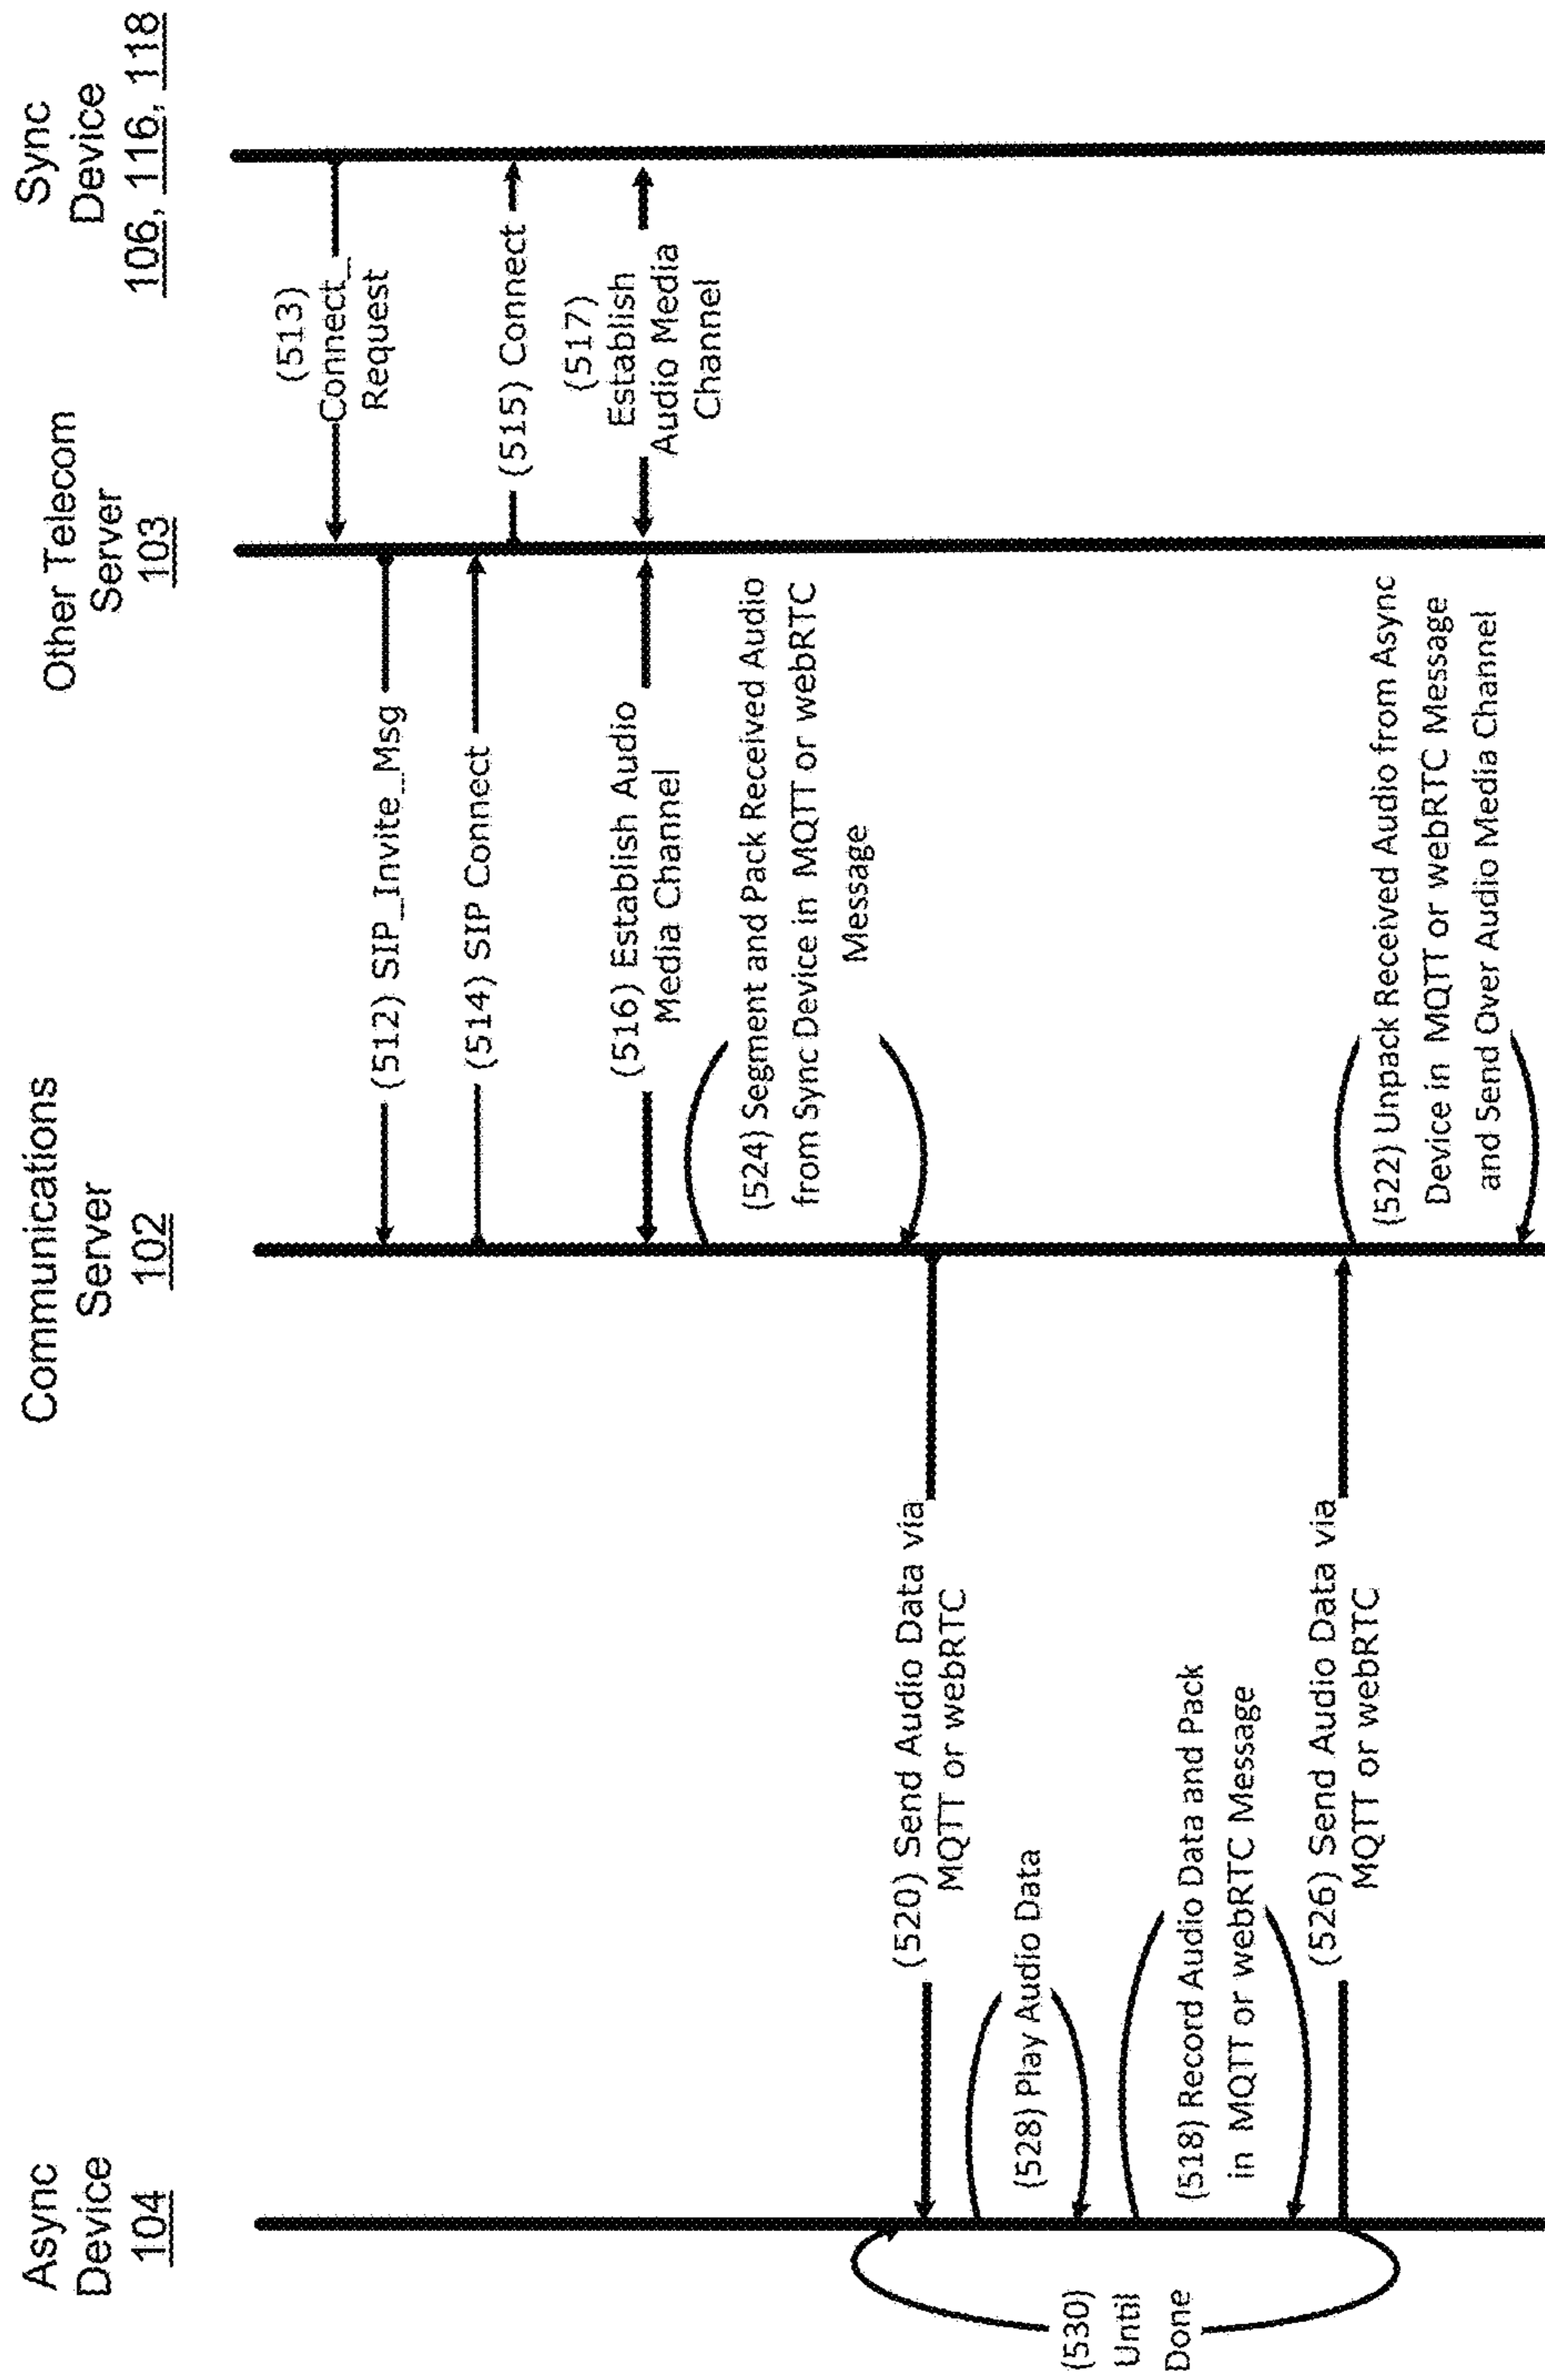 Async
Device
104
Communications
Server
102
Other Telecom
Server
103
Sync
Device
106, 116, 118
(513)
Connect_
Request
(512) SIP_Invite_Msg
(514) SIP Connect
(515) Connect
(516) Establish Audio
Media Channel
(517)
Establish
Audio Media
Channel
(524) Segment and Pack Received Audio
from Sync Device in MQTT or webRTC
Message
(520) Send Audio Data via
MQTT or webRTC
(528) Play Audio Data
(518) Record Audio Data and Pack
in MQTT or webRTC Message
(530)
Until
Done
(526) Send Audio Data via
MQTT or webRTC
(522) Unpack Received Audio from Async
Device in MQTT or webRTC Message
and Send Over Audio Media Channel